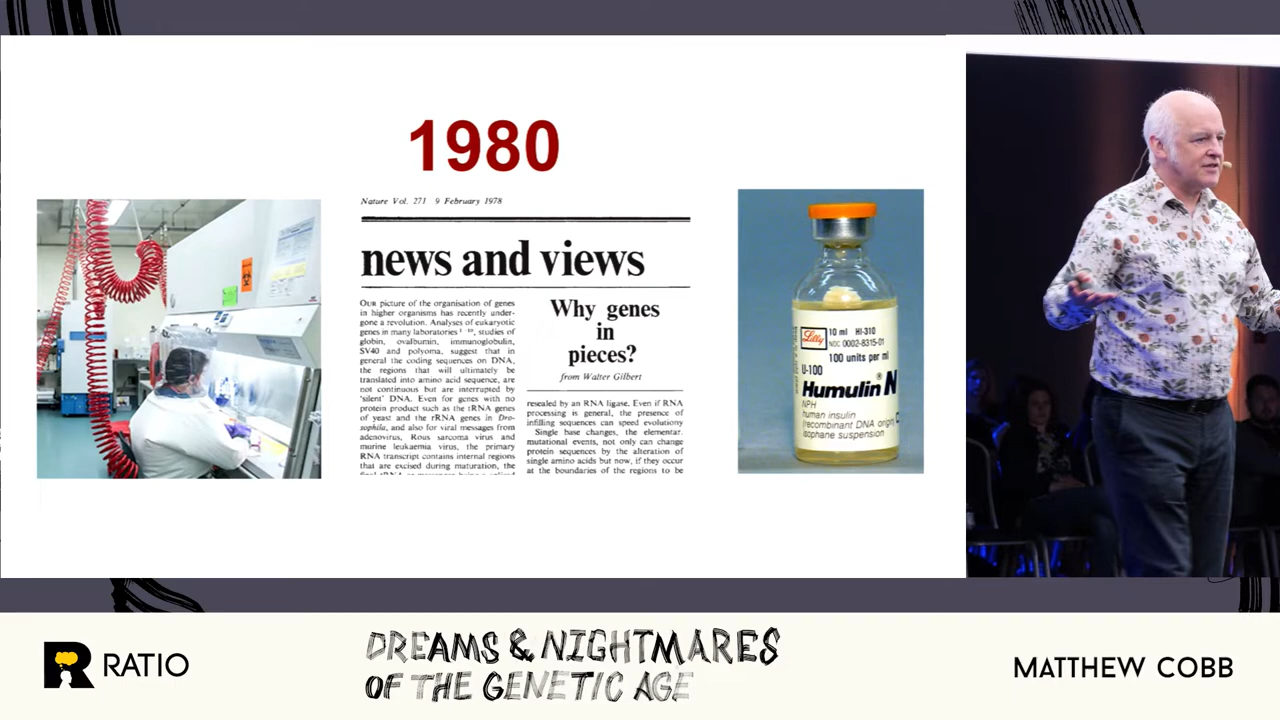 1980
Nature Vol. 271 9 February 1978
news and views
OUR picture of the organisation of genes
in higher organisms has recently under-
gone a revolution. Analyses of eukaryotic
genes in many laboratories 1-10, studies of
globin, ovalbumin, immunoglobulin,
SV40 and polyoma, suggest that in
general the coding sequences on DNA,
the regions that will ultimately be
translated into amino acid sequence, are
not continuous but are interrupted by
'silent' DNA. Even for genes with no
protein product such as the tRNA genes
of yeast and the rRNA genes in Dro-
sophila, and also for viral messages from
adenovirus, Rous sarcoma virus and
murine leukaemia virus, the primary
RNA transcript contains internal regions
that are excised during maturation, the
Why genes
in
pieces?
from Walter Gilbert
resealed by an RNA ligase. Even if RNA
processing is general, the presence of
infilling sequences can speed evolutiony
Single base changes, the elementar.
mutational events, not only can change
protein sequences by the alteration of
single amino acids but now, if they occur
at the boundaries of the regions to be
Lilly
10 ml HI-310
NDC 0002-8315-01
100 units per ml
U-100
Humulin N
NPH
human insulin
(recombinant DNA origin)
isophane suspension
RATIO
DREAMS & NIGHTMARES
OF THE GENETIC AGE
MATTHEW COBB